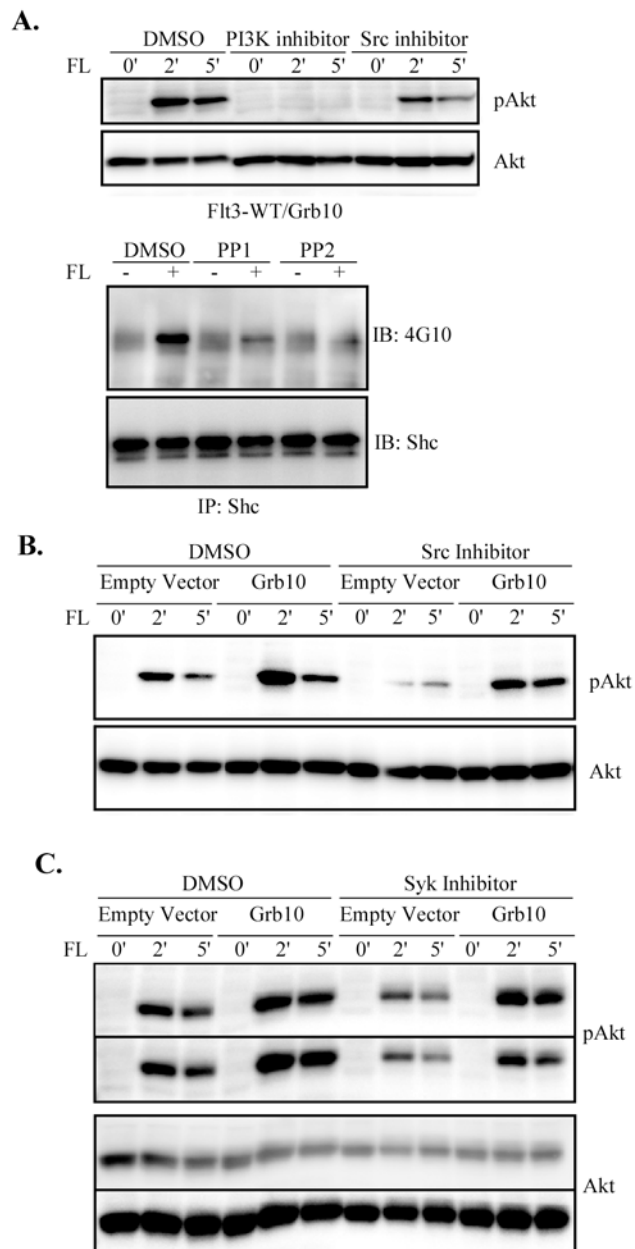 A.
DMSO PI3K inhibitor Src inhibitor
FL 0' 2' 5' 0' 2' 5' 0' 2' 5'
pAkt
Akt
Flt3-WT/Grb10
DMSO PP1 PP2
FL - + - + - +
IB: 4G10
IB: Shc
IP: Shc
B.
DMSO Src Inhibitor
Empty Vector Grb10 Empty Vector Grb10
FL 0' 2' 5' 0' 2' 5' 0' 2' 5' 0' 2' 5'
pAkt
Akt
C.
DMSO Syk Inhibitor
Empty Vector Grb10 Empty Vector Grb10
FL 0' 2' 5' 0' 2' 5' 0' 2' 5' 0' 2' 5'
pAkt
Akt